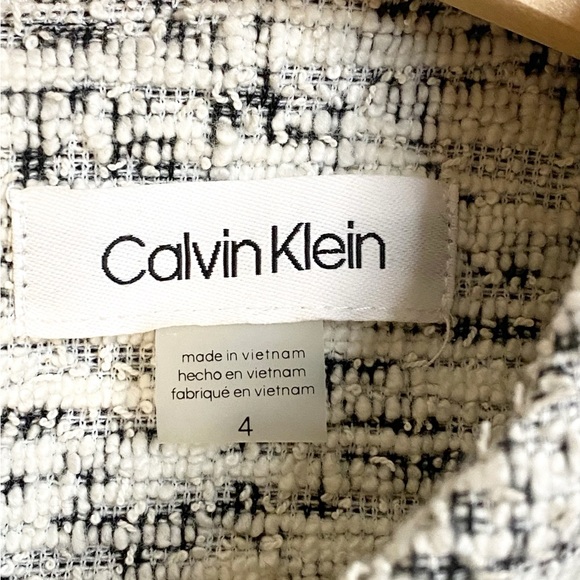 Calvin Klein
made in vietnam
hecho en vietnam
fabriqué en vietnam
4